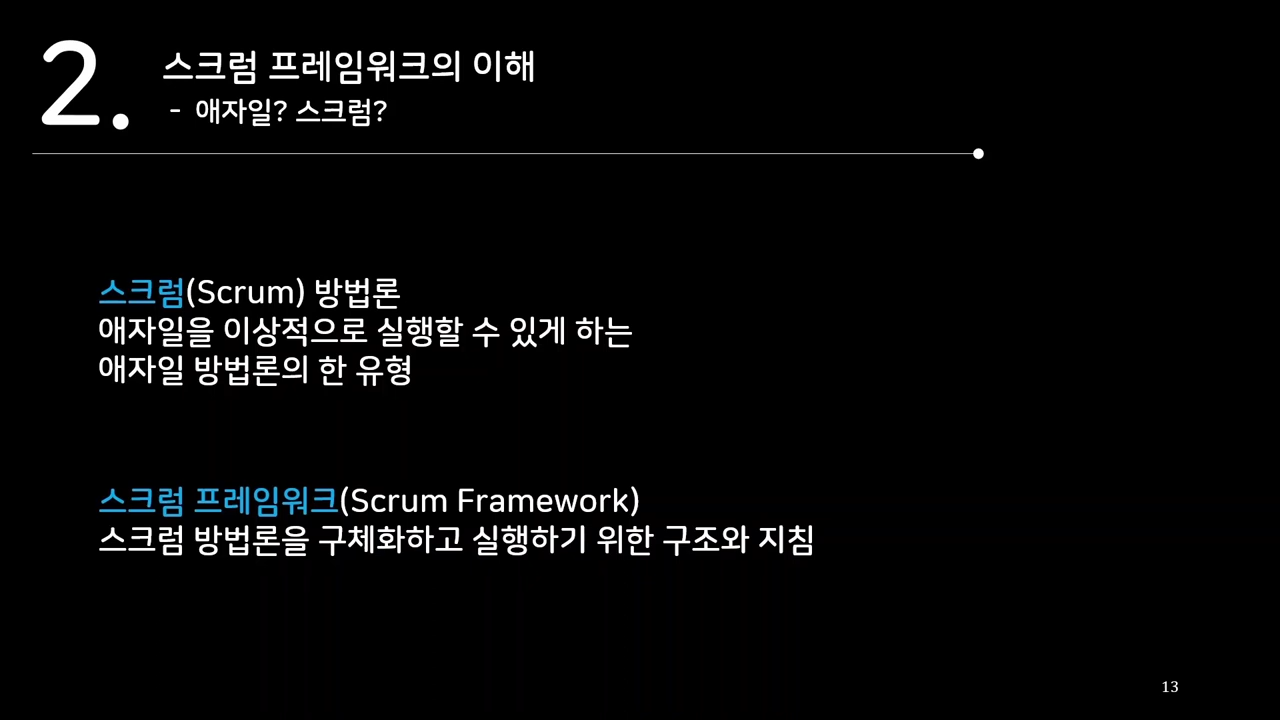 2.
스크럼 프레임워크의 이해
- 애자일? 스크럼?
스크럼(Scrum) 방법론
애자일을 이상적으로 실행할 수 있게 하는
애자일 방법론의 한 유형
스크럼 프레임워크(Scrum Framework)
스크럼 방법론을 구체화하고 실행하기 위한 구조와 지침
13